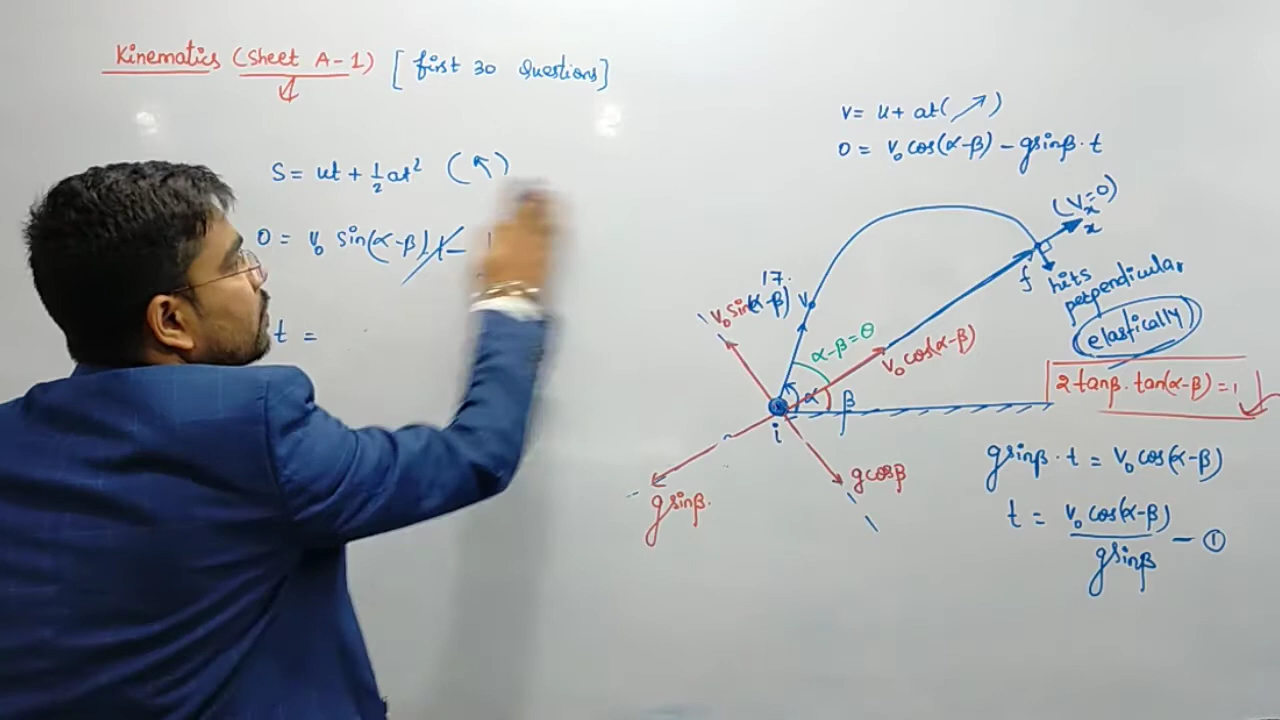 Kinematics (Sheet A-1) [first 30 Questions]
S = ut + 1/2 at² (↖)
0 = v₀ sin(α-β).t -
t =
v = u + at (↗)
0 = v₀ cos(α-β) - g sinβ.t
(Vₓ=0)
x
17.
v₀ sin(α-β)
v₀
f
hits perpendicular
(elastically)
α-β=θ
v₀ cos(α-β)
α
β
i
2 tanβ. tan(α-β) = 1
g sinβ.
g cosβ
g sinβ.t = v₀ cos(α-β)
t = v₀ cos(α-β) / g sinβ - ①